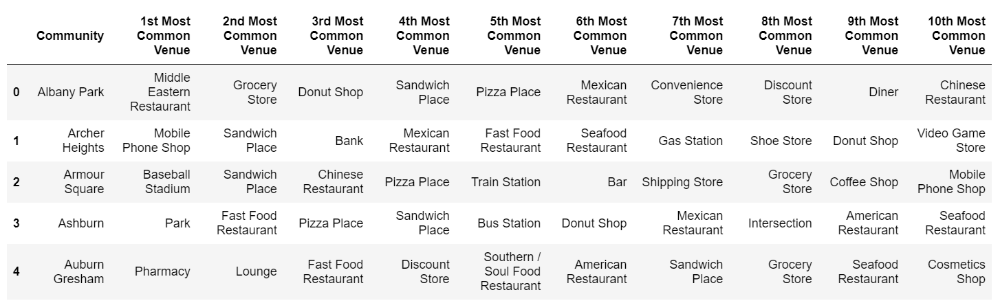 Community 1st Most Common Venue 2nd Most Common Venue 3rd Most Common Venue 4th Most Common Venue 5th Most Common Venue 6th Most Common Venue 7th Most Common Venue 8th Most Common Venue 9th Most Common Venue 10th Most Common Venue
0 Albany Park Middle Eastern Restaurant Grocery Store Donut Shop Sandwich Place Pizza Place Mexican Restaurant Convenience Store Discount Store Diner Chinese Restaurant
1 Archer Heights Mobile Phone Shop Sandwich Place Bank Mexican Restaurant Fast Food Restaurant Seafood Restaurant Gas Station Shoe Store Donut Shop Video Game Store
2 Armour Square Baseball Stadium Sandwich Place Chinese Restaurant Pizza Place Train Station Bar Shipping Store Grocery Store Coffee Shop Mobile Phone Shop
3 Ashburn Park Fast Food Restaurant Pizza Place Sandwich Place Bus Station Donut Shop Mexican Restaurant Intersection American Restaurant Seafood Restaurant
4 Auburn Gresham Pharmacy Lounge Fast Food Restaurant Discount Store Southern / Soul Food Restaurant American Restaurant Sandwich Place Grocery Store Seafood Restaurant Cosmetics Shop